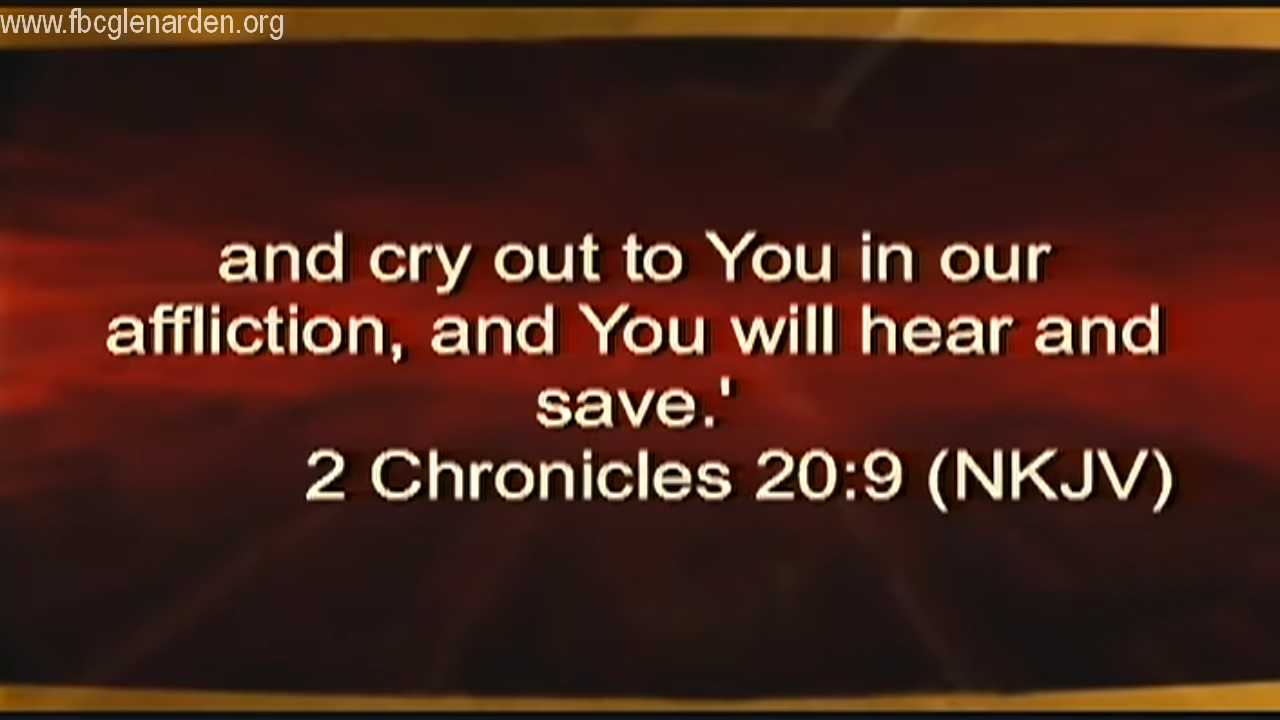 www.fbcglenarden.org
and cry out to You in our
affliction, and You will hear and
save.'
2 Chronicles 20:9 (NKJV)